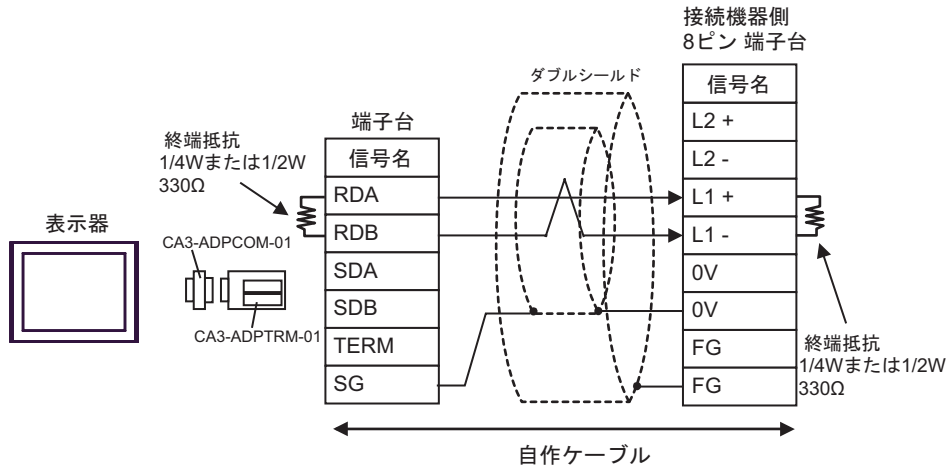 接続機器側
8ピン 端子台
ダブルシールド
信号名
L2 +
L2 -
L1 +
L1 -
0V
0V
FG
FG
端子台
信号名
RDA
RDB
SDA
SDB
TERM
SG
終端抵抗
1/4Wまたは1/2W
330Ω
表示器
CA3-ADPCOM-01
CA3-ADPTRM-01
終端抵抗
1/4Wまたは1/2W
330Ω
自作ケーブル